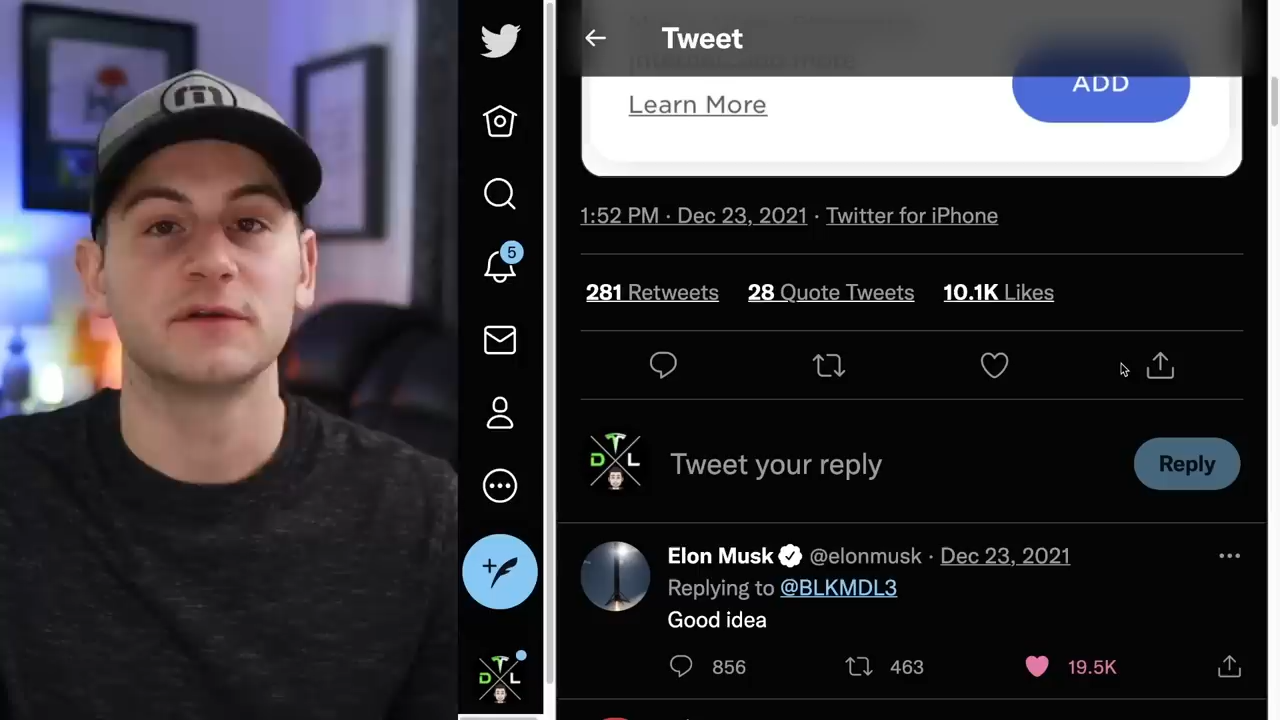 Tweet
Learn More
ADD
1:52 PM · Dec 23, 2021 · Twitter for iPhone
281 Retweets 28 Quote Tweets 10.1K Likes
5
D L
Tweet your reply
Reply
Elon Musk @elonmusk · Dec 23, 2021
Replying to @BLKMDL3
Good idea
856 463 19.5K
D L